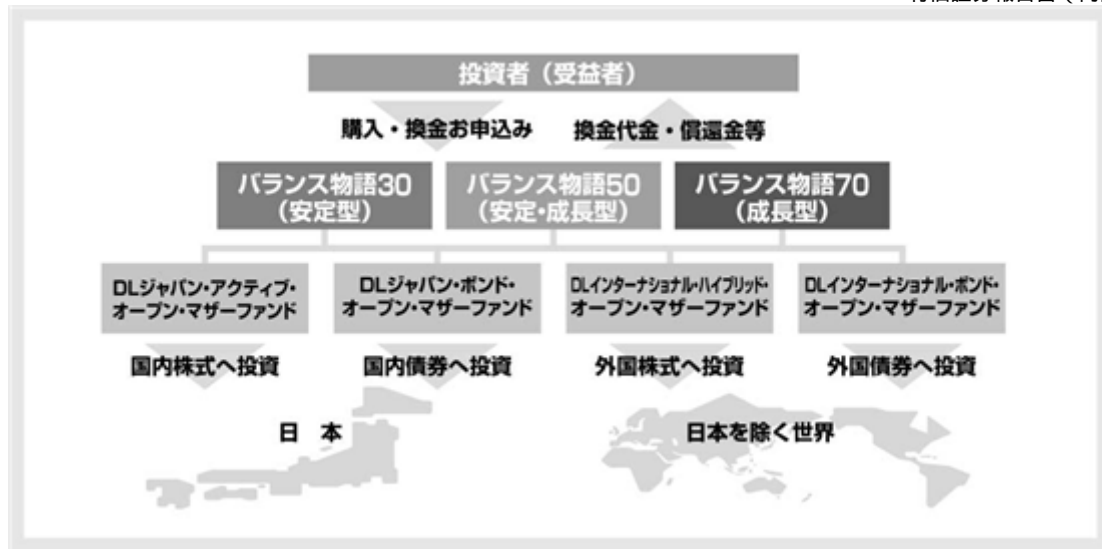 投資者（受益者）
購入・換金お申込み
換金代金・償還金等
バランス物語30
（安定型）
バランス物語50
（安定・成長型）
バランス物語70
（成長型）
DLジャパン・アクティブ・
オープン・マザーファンド
DLジャパン・ボンド・
オープン・マザーファンド
DLインターナショナル・ハイブリッド・
オープン・マザーファンド
DLインターナショナル・ボンド・
オープン・マザーファンド
国内株式へ投資
国内債券へ投資
外国株式へ投資
外国債券へ投資
日 本
日本を除く世界